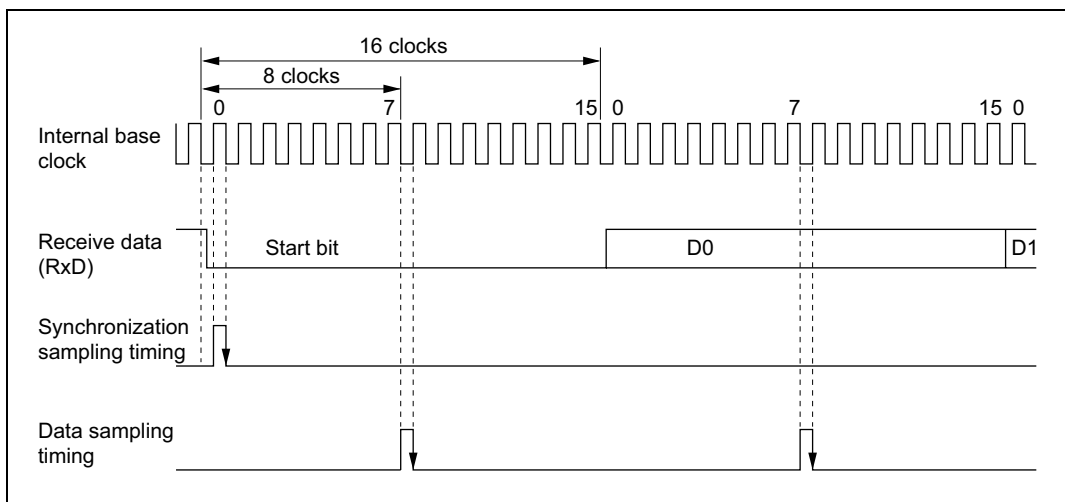 16 clocks
8 clocks
0 7 15 0 7 15 0
Internal base
clock
Receive data
(RxD)
Start bit D0 D1
Synchronization
sampling timing
Data sampling
timing